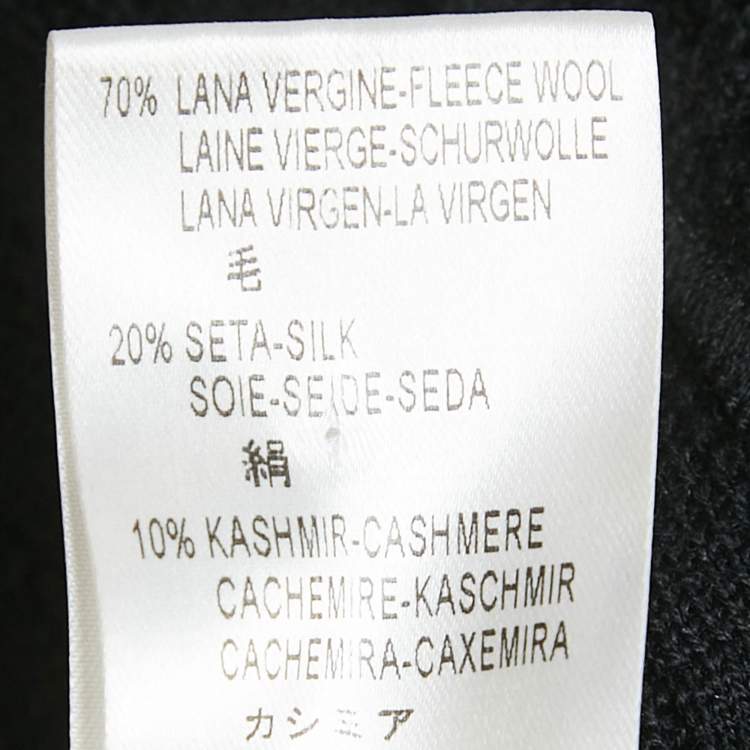 70% LANA VERGINE-FLEECE WOOL
LAINE VIERGE-SCHURWOLLE
LANA VIRGEN-LA VIRGEN
毛
20% SETA-SILK
SOIE-SEIDE-SEDA
絹
10% KASHMIR-CASHMERE
CACHEMIRE-KASCHMIR
CACHEMIRA-CAXEMIRA
カシミア